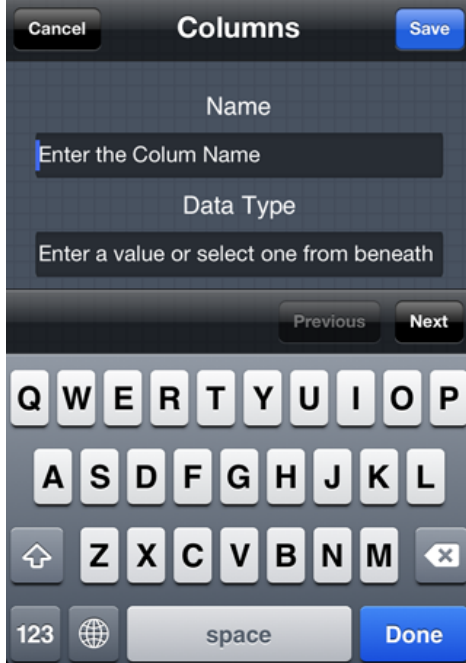 Cancel Columns Save
Name
Enter the Colum Name
Data Type
Enter a value or select one from beneath
Previous Next
Q W E R T Y U I O P
A S D F G H J K L
Z X C V B N M
123 space Done